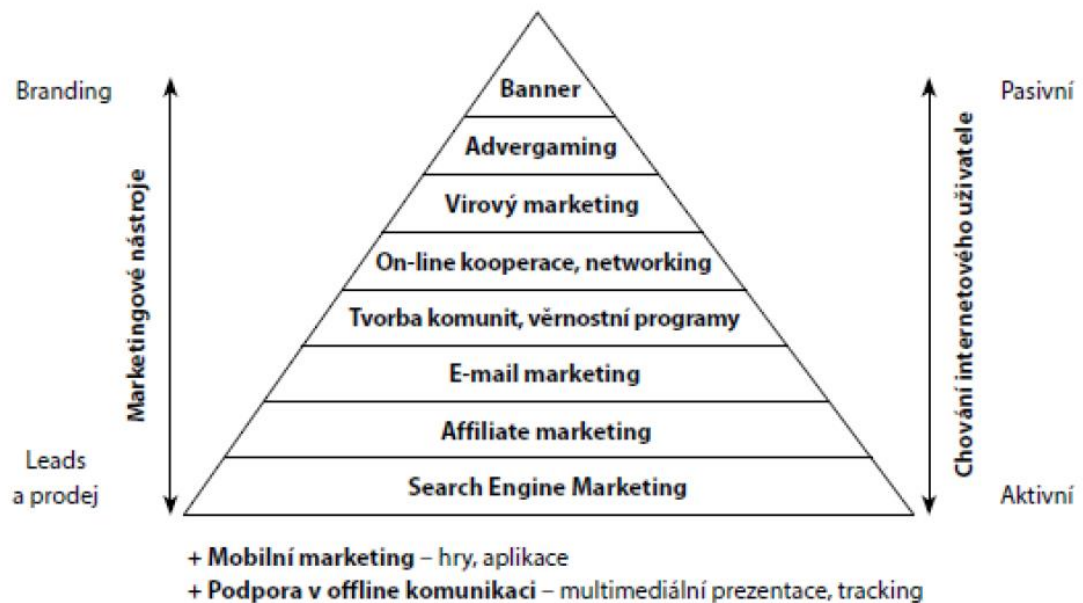 Branding
Pasivní
Marketingové nástroje
Chování internetového uživatele
Banner
Advergaming
Virový marketing
On-line kooperace, networking
Tvorba komunit, věrnostní programy
E-mail marketing
Affiliate marketing
Search Engine Marketing
Leads
a prodej
Aktivní
+ Mobilní marketing – hry, aplikace
+ Podpora v offline komunikaci – multimediální prezentace, tracking